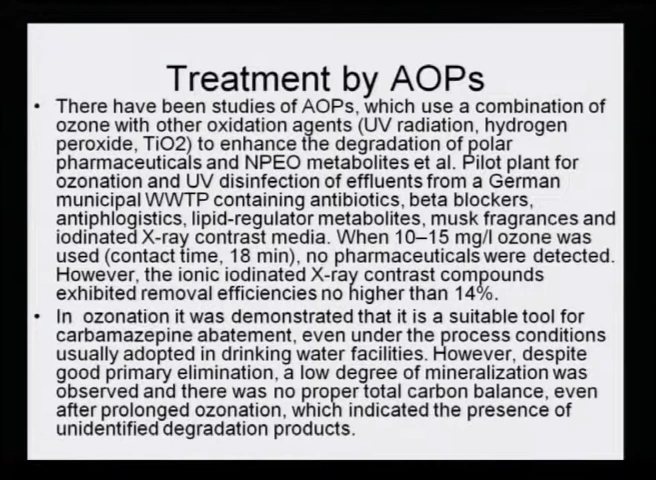 Treatment by AOPs
• There have been studies of AOPs, which use a combination of
ozone with other oxidation agents (UV radiation, hydrogen
peroxide, TiO2) to enhance the degradation of polar
pharmaceuticals and NPEO metabolites et al. Pilot plant for
ozonation and UV disinfection of effluents from a German
municipal WWTP containing antibiotics, beta blockers,
antiphlogistics, lipid-regulator metabolites, musk fragrances and
iodinated X-ray contrast media. When 10–15 mg/l ozone was
used (contact time, 18 min), no pharmaceuticals were detected.
However, the ionic iodinated X-ray contrast compounds
exhibited removal efficiencies no higher than 14%.
• In ozonation it was demonstrated that it is a suitable tool for
carbamazepine abatement, even under the process conditions
usually adopted in drinking water facilities. However, despite
good primary elimination, a low degree of mineralization was
observed and there was no proper total carbon balance, even
after prolonged ozonation, which indicated the presence of
unidentified degradation products.